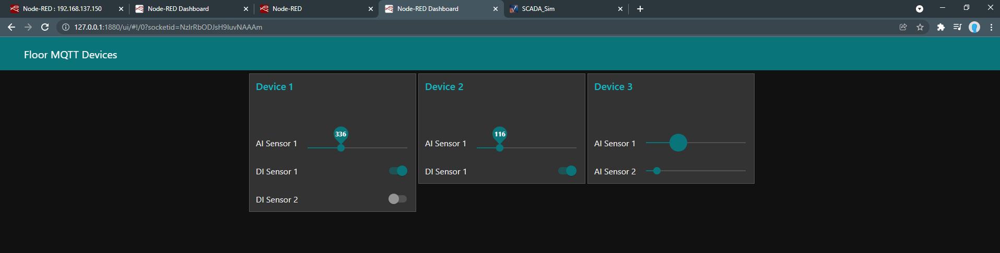 Node-RED : 192.168.137.150
Node-RED Dashboard
Node-RED
Node-RED Dashboard
SCADA_Sim
127.0.0.1:1880/ui/#!/0?socketid=NzIrRbODJsH9IuvNAAAm
Floor MQTT Devices
Device 1
336
AI Sensor 1
DI Sensor 1
DI Sensor 2
Device 2
116
AI Sensor 1
DI Sensor 1
Device 3
AI Sensor 1
AI Sensor 2